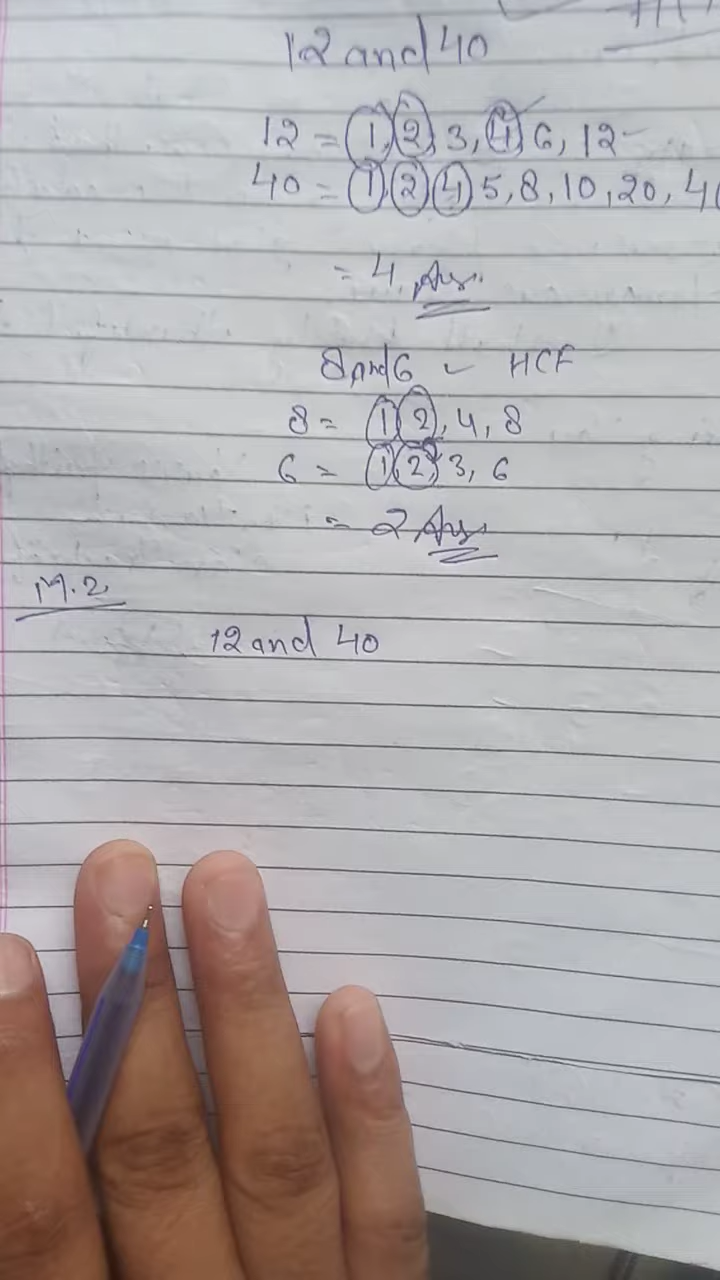 12 and 40
12 = 1, 2, 3, 4, 6, 12
40 = 1, 2, 4, 5, 8, 10, 20, 4
= 4. Ans.
8 and 6 - HCF
8 = 1, 2, 4, 8
6 = 1, 2, 3, 6
= 2 Ans.
M.2
12 and 40